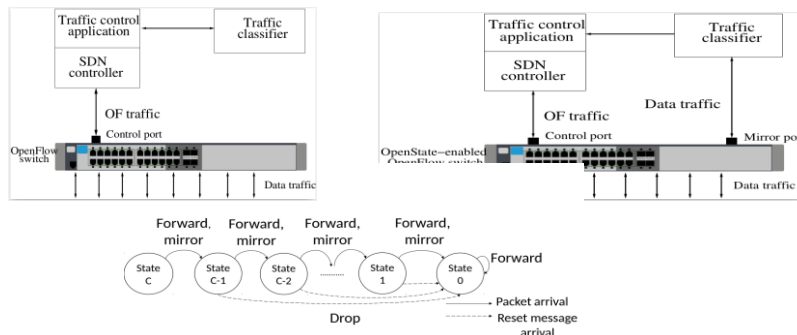 Traffic control
application
Traffic
classifier
SDN
controller
OF traffic
Control port
OpenFlow
switch
Data traffic
Traffic control
application
Traffic
classifier
SDN
controller
Data traffic
OF traffic
Control port
Mirror po
OpenState-enabled
OpenFlow switch
Data traffic
Forward,
mirror
Forward,
mirror
Forward,
mirror
Forward,
mirror
State
C
State
C-1
State
C-2
........
State
1
State
0
Forward
Drop
Packet arrival
Reset message
arrival